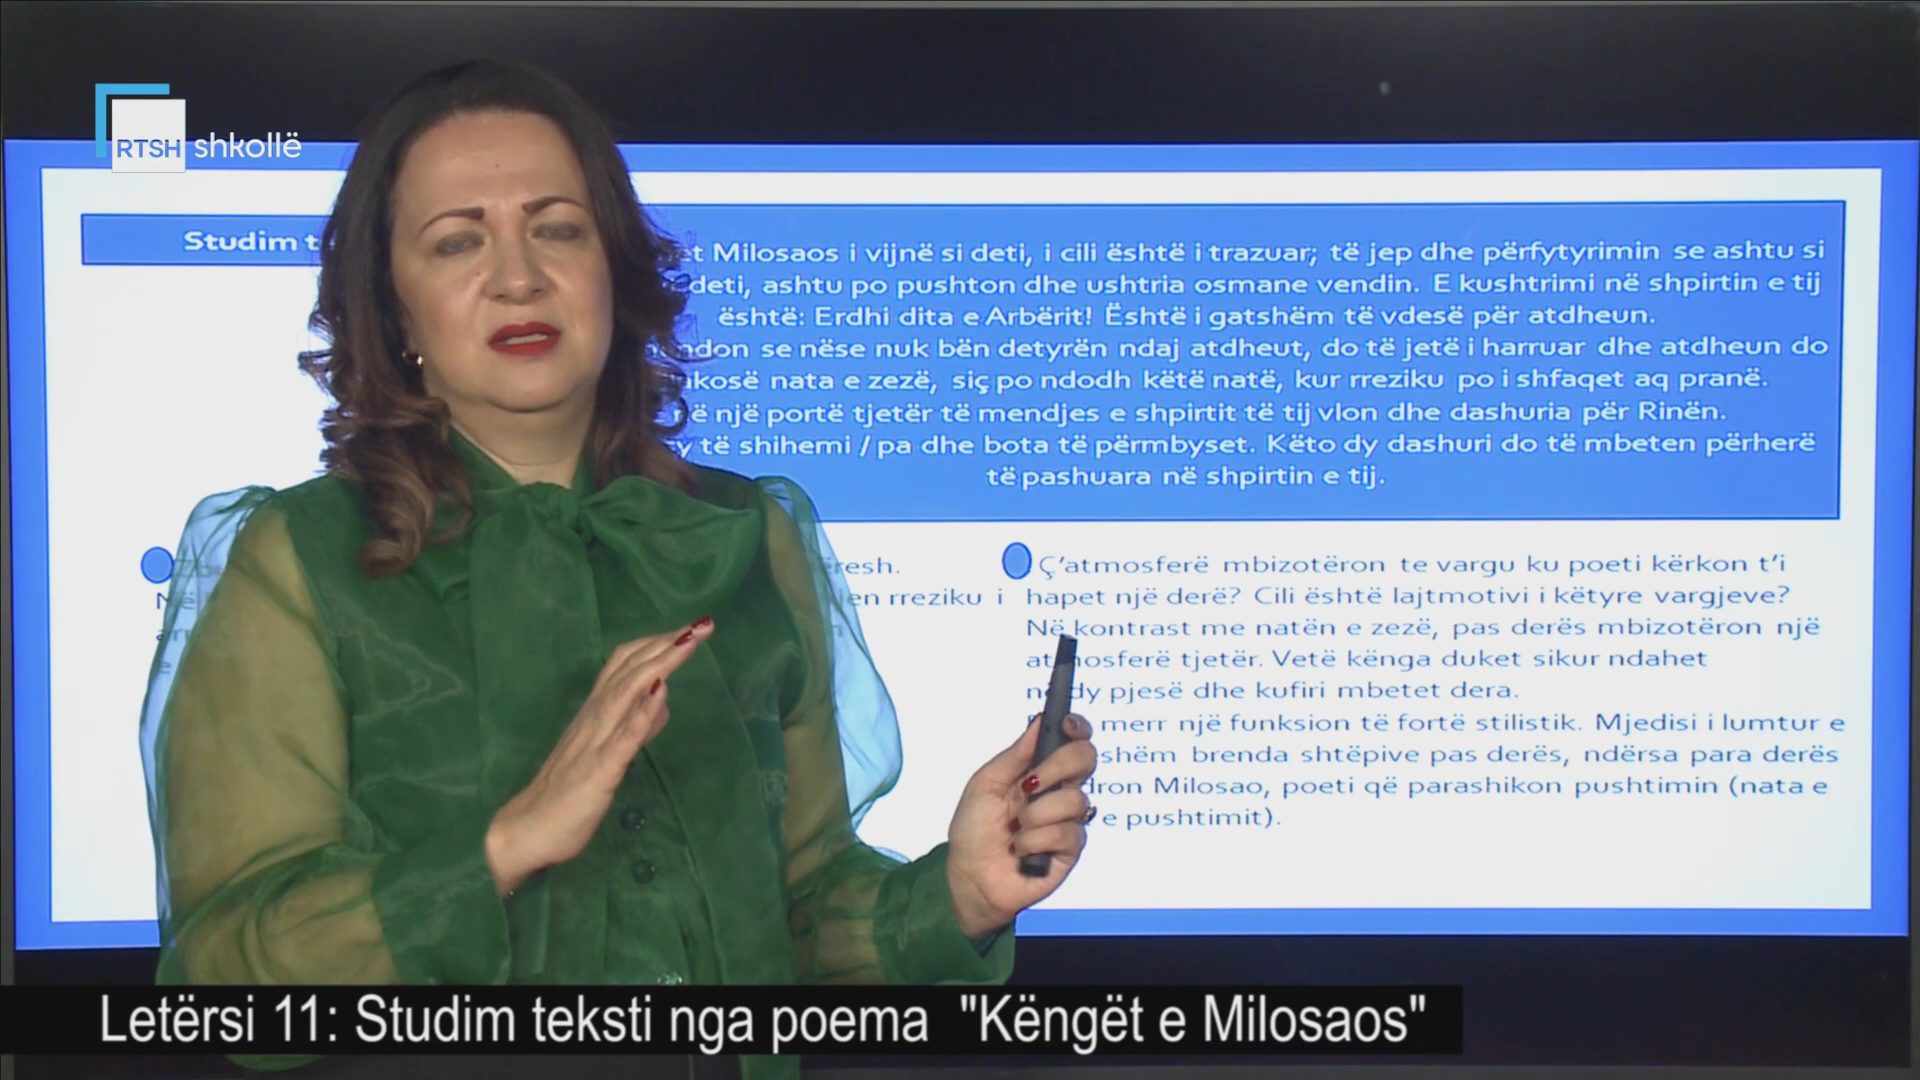 RTSH shkollë
Studim
Milosaos i vijnë si deti, i cili është i trazuar; të jep dhe përfytyrimin se ashtu si
deti, ashtu po pushton dhe ushtria osmane vendin. E kushtrimi në shpirtin e tij
është: Erdhi dita e Arbërit! Është i gatshëm të vdesë për atdheun.
se nëse nuk bën detyrën ndaj atdheut, do të jetë i harruar dhe atdheun do
nata e zezë, siç po ndodh këtë natë, kur rreziku po i shfaqet aq pranë.
në një portë tjetër të mendjes e shpirtit të tij vlon dhe dashuria për Rinën.
të shihemi / pa dhe bota të përmbyset. Këto dy dashuri do të mbeten përherë
të pashuara në shpirtin e tij.
rreziku i
Ç'atmosferë mbizotëron te vargu ku poeti kërkon t'i
hapet një derë? Cili është lajtmotivi i këtyre vargjeve?
Në kontrast me natën e zezë, pas derës mbizotëron një
atmosferë tjetër. Vetë kënga duket sikur ndahet
në dy pjesë dhe kufiri mbetet dera.
merr një funksion të fortë stilistik. Mjedisi i lumtur e
brenda shtëpive pas derës, ndërsa para derës
Milosao, poeti që parashikon pushtimin (nata e
e pushtimit).
Letërsi 11: Studim teksti nga poema "Këngët e Milosaos"